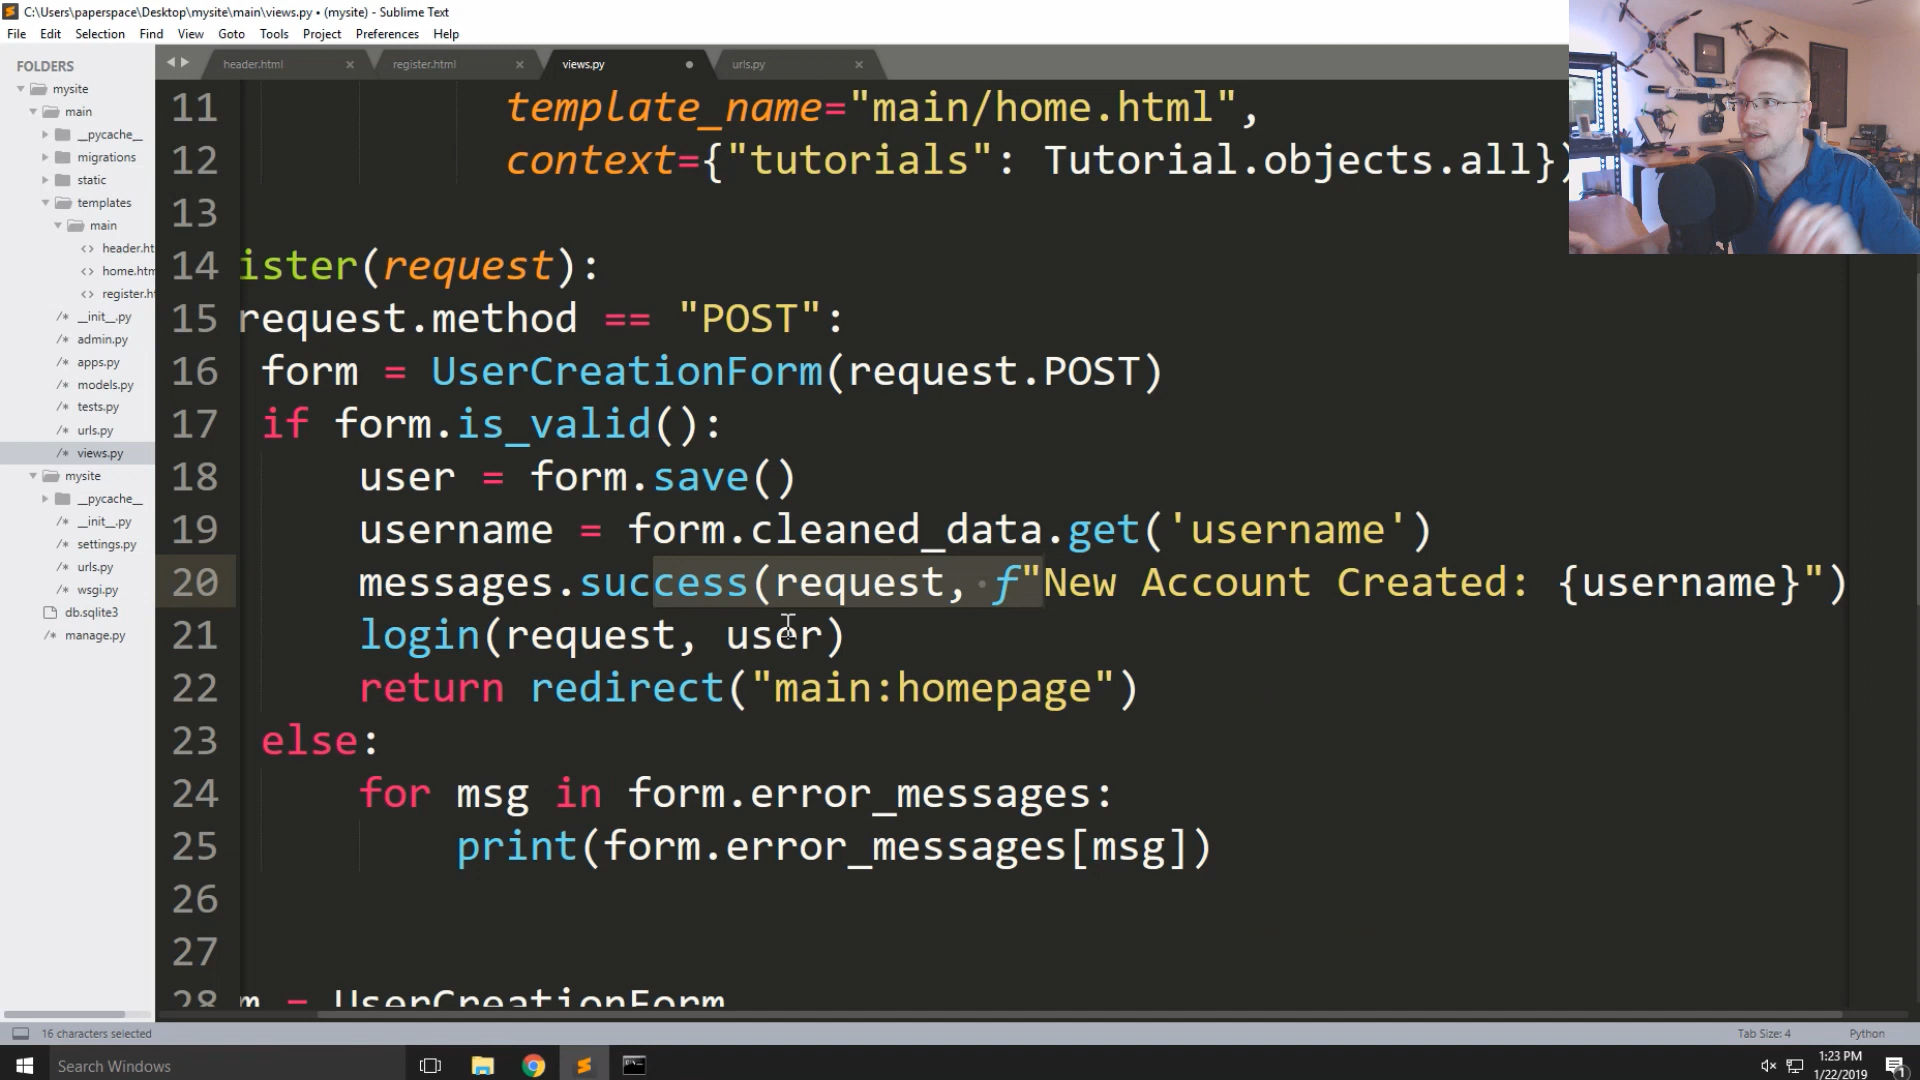 C:\Users\paperspace\Desktop\mysite\main\views.py • (mysite) - Sublime Text
File Edit Selection Find View Goto Tools Project Preferences Help
FOLDERS
mysite
main
__pycache__
migrations
static
templates
main
header.ht
home.htm
register.h
__init__.py
admin.py
apps.py
models.py
tests.py
urls.py
views.py
mysite
__pycache__
__init__.py
settings.py
urls.py
wsgi.py
db.sqlite3
manage.py
header.html register.html views.py urls.py
11 template_name="main/home.html",
12 context={"tutorials": Tutorial.objects.all})
13
14 ister(request):
15 request.method == "POST":
16 form = UserCreationForm(request.POST)
17 if form.is_valid():
18 user = form.save()
19 username = form.cleaned_data.get('username')
20 messages.success(request, f"New Account Created: {username}")
21 login(request, user)
22 return redirect("main:homepage")
23 else:
24 for msg in form.error_messages:
25 print(form.error_messages[msg])
26
27
28 m = UserCreationForm
16 characters selected Tab Size: 4 Python
Search Windows
1:23 PM
1/22/2019
1